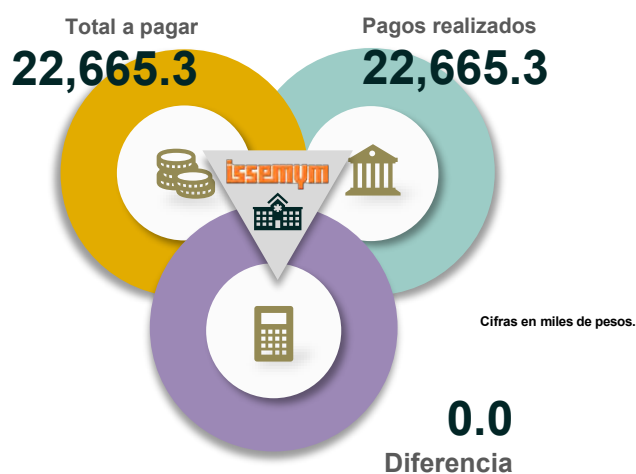 Total a pagar
22,665.3
Pagos realizados
22,665.3
issemym
Cifras en miles de pesos.
0.0
Diferencia